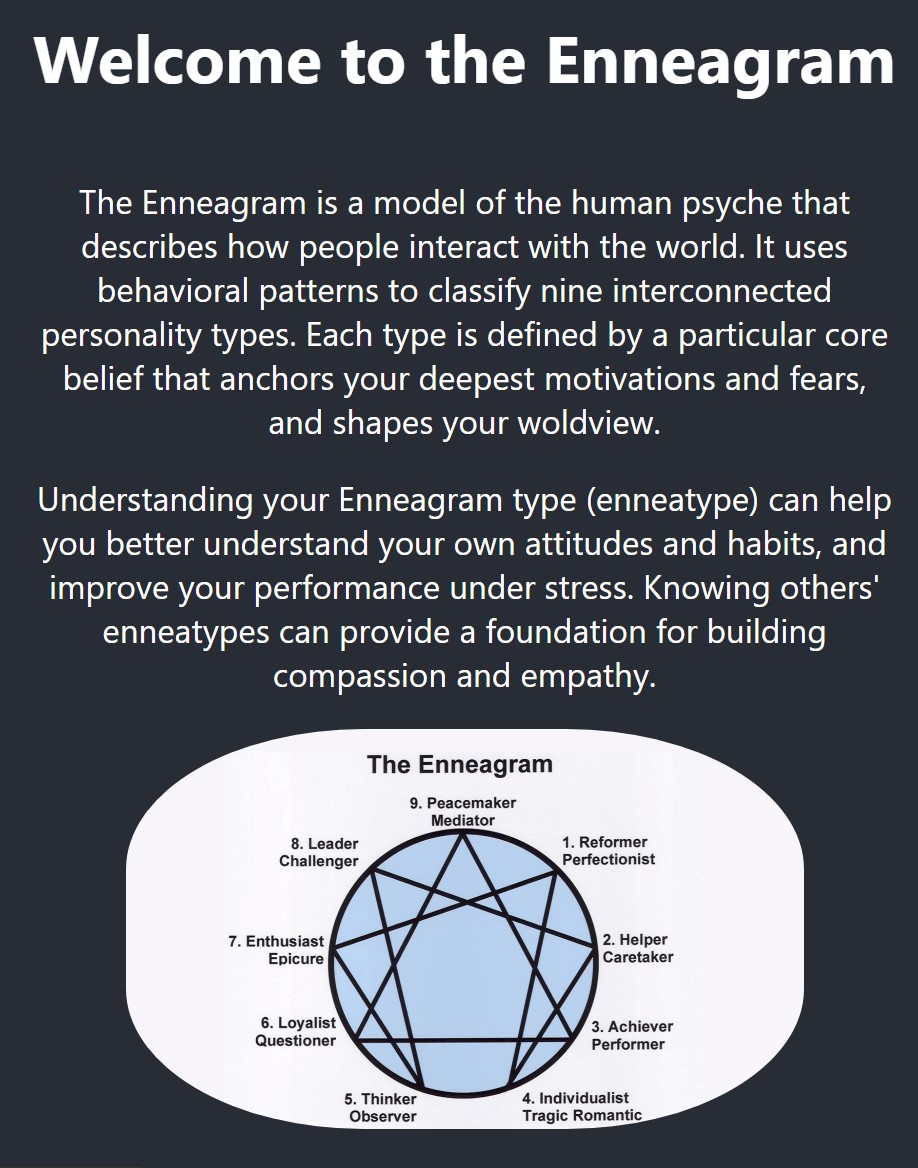 Welcome to the Enneagram
The Enneagram is a model of the human psyche that
describes how people interact with the world. It uses
behavioral patterns to classify nine interconnected
personality types. Each type is defined by a particular core
belief that anchors your deepest motivations and fears,
and shapes your woldview.
Understanding your Enneagram type (enneatype) can help
you better understand your own attitudes and habits, and
improve your performance under stress. Knowing others'
enneatypes can provide a foundation for building
compassion and empathy.
The Enneagram
9. Peacemaker
Mediator
8. Leader
Challenger
1. Reformer
Perfectionist
7. Enthusiast
Epicure
2. Helper
Caretaker
6. Loyalist
Questioner
3. Achiever
Performer
5. Thinker
Observer
4. Individualist
Tragic Romantic